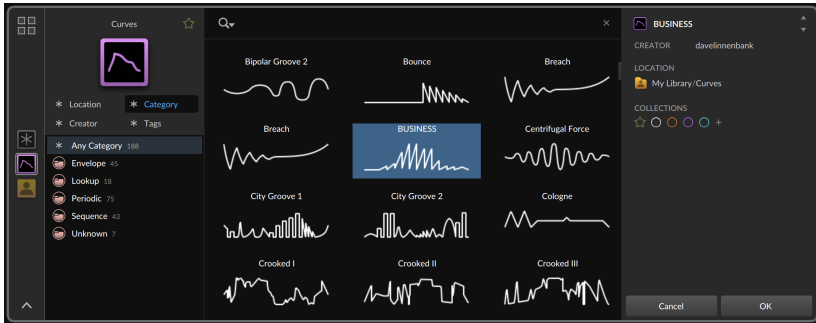 Curves
Location
Category
Creator
Tags
Any Category 188
Envelope 45
Lookup 18
Periodic 75
Sequence 43
Unknown 7
Bipolar Groove 2
Bounce
Breach
Breach
BUSINESS
Centrifugal Force
City Groove 1
City Groove 2
Cologne
Crooked I
Crooked II
Crooked III
BUSINESS
CREATOR davelinnenbank
LOCATION
My Library/Curves
COLLECTIONS
Cancel
OK